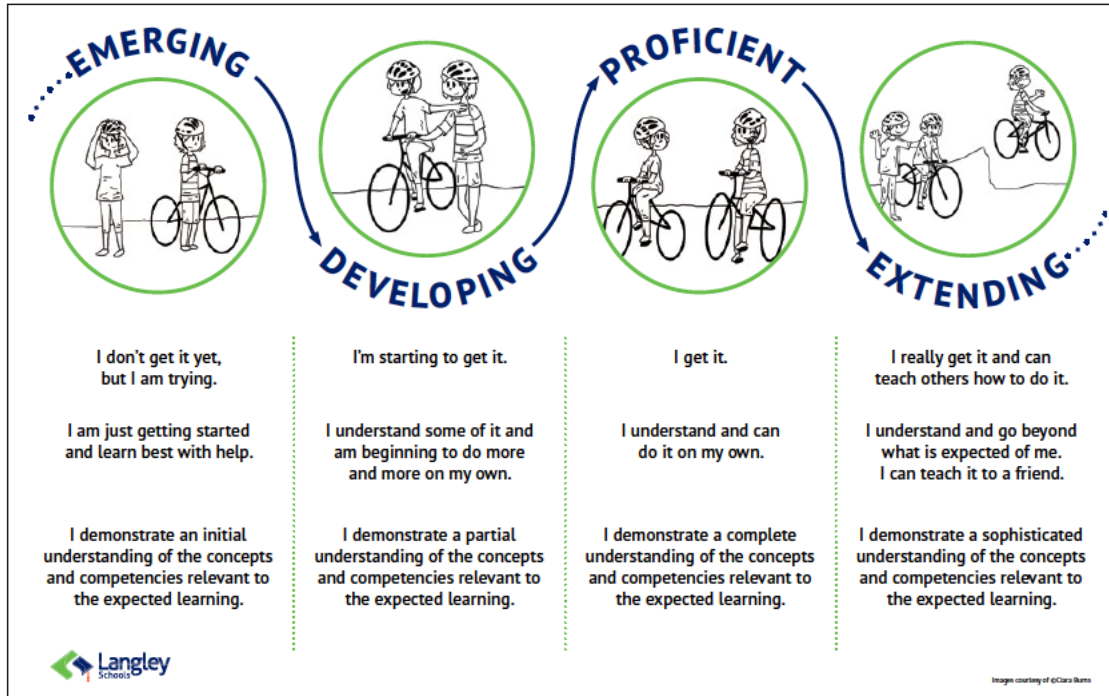 EMERGING
DEVELOPING
PROFICIENT
EXTENDING
I don't get it yet,
but I am trying.
I'm starting to get it.
I get it.
I really get it and can
teach others how to do it.
I am just getting started
and learn best with help.
I understand some of it and
am beginning to do more
and more on my own.
I understand and can
do it on my own.
I understand and go beyond
what is expected of me.
I can teach it to a friend.
I demonstrate an initial
understanding of the concepts
and competencies relevant to
the expected learning.
I demonstrate a partial
understanding of the concepts
and competencies relevant to
the expected learning.
I demonstrate a complete
understanding of the concepts
and competencies relevant to
the expected learning.
I demonstrate a sophisticated
understanding of the concepts
and competencies relevant to
the expected learning.
Langley
Schools
Images courtesy of ©Ciara Burns